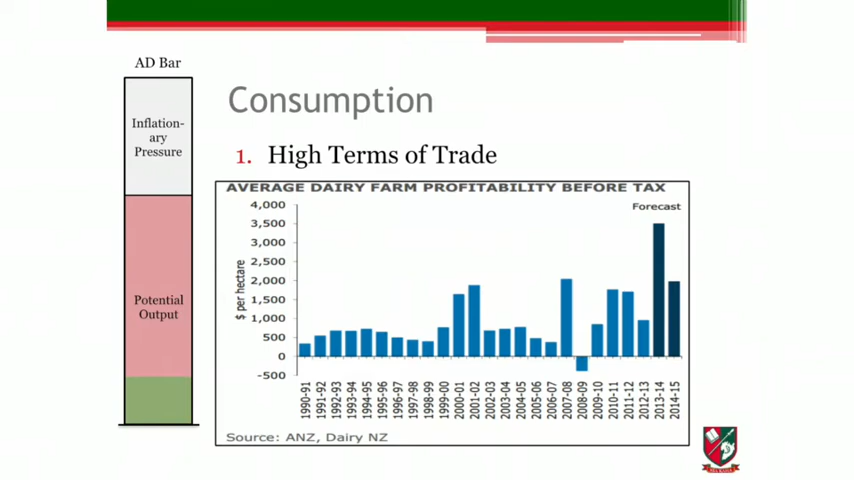 AD Bar
Inflation-
ary
Pressure
Potential
Output
Consumption
1. High Terms of Trade
AVERAGE DAIRY FARM PROFITABILITY BEFORE TAX
Forecast
$ per hectare
4,000
3,500
3,000
2,500
2,000
1,500
1,000
500
0
-500
1990-91
1991-92
1992-93
1993-94
1994-95
1995-96
1996-97
1997-98
1998-99
1999-00
2000-01
2001-02
2002-03
2003-04
2004-05
2005-06
2006-07
2007-08
2008-09
2009-10
2010-11
2011-12
2012-13
2013-14
2014-15
Source: ANZ, Dairy NZ